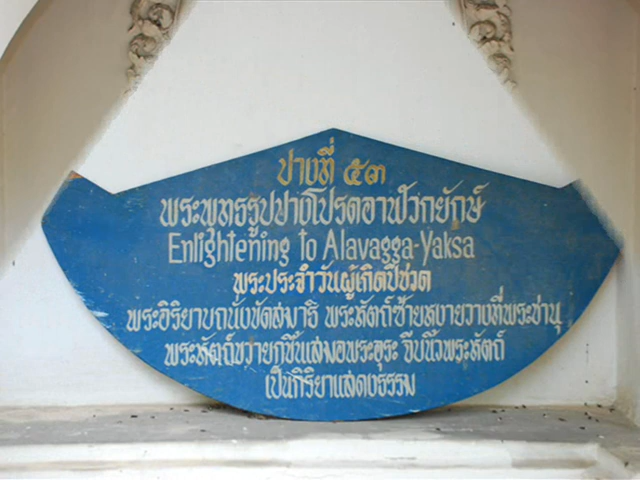 ปางที่ ๕๓
พระพุทธรูปปางโปรดอาฬวกยักษ์
Enlightening to Alavagga-Yaksa
พระประจำวันผู้เกิดปีชวด
พระอิริยาบถนั่งขัดสมาธิ พระหัตถ์ซ้ายหงายวางที่พระชานุ
พระหัตถ์ขวายกขึ้นเสมอพระอุระ จีบนิ้วพระหัตถ์
เป็นกิริยาแสดงธรรม